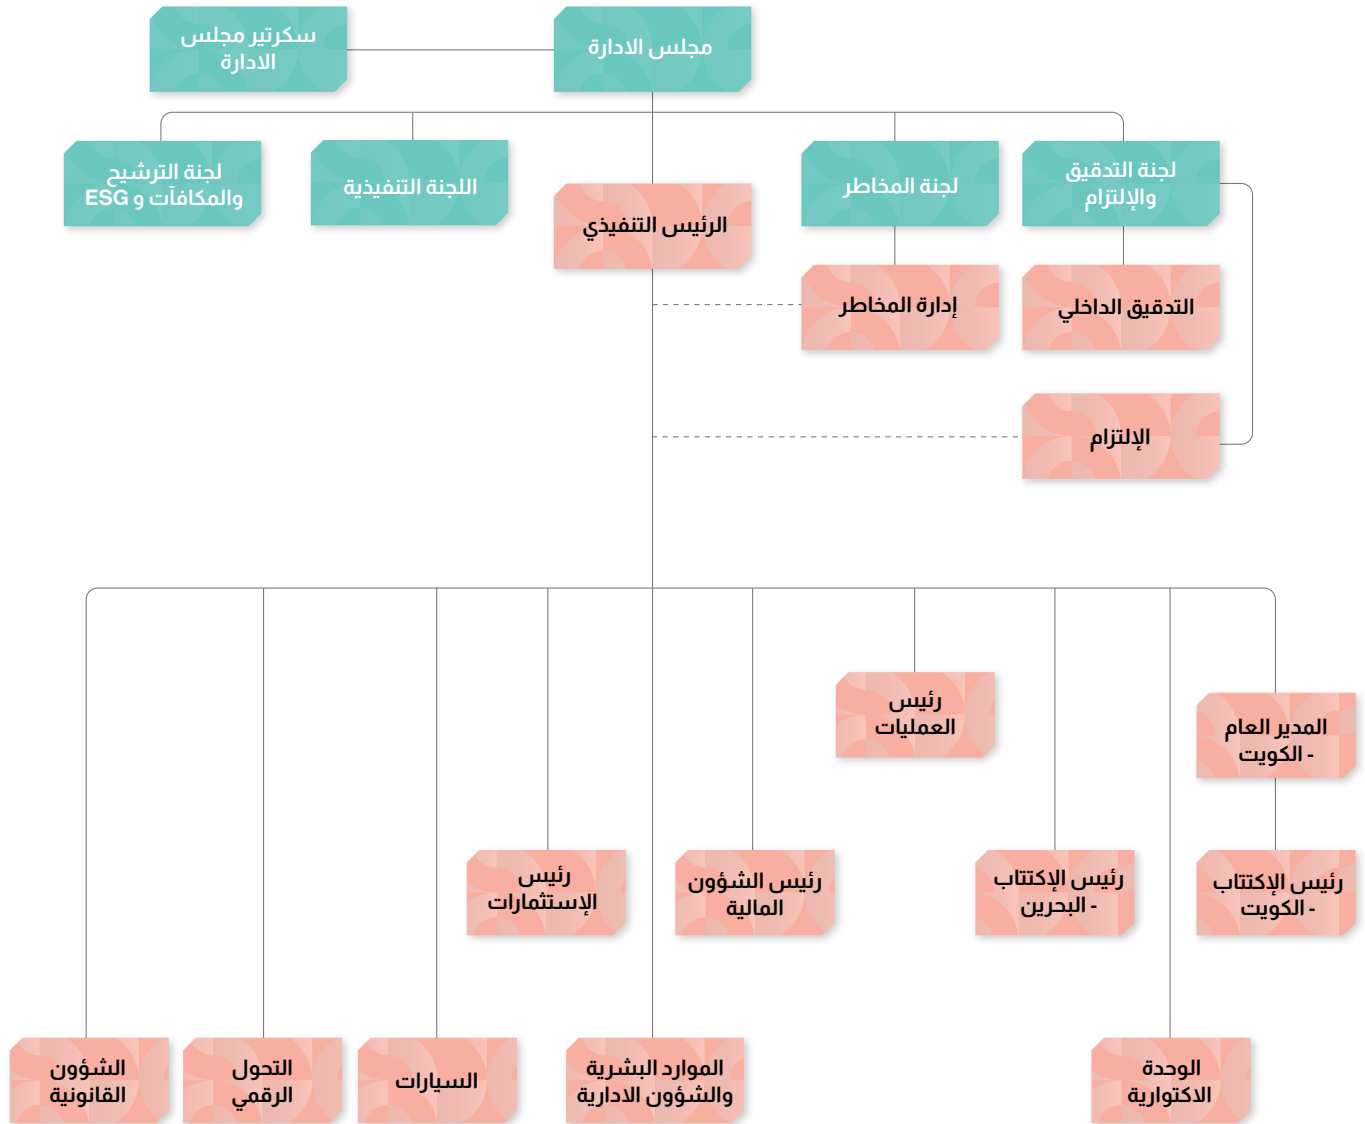 مجلس الادارة
سكرتير مجلس
الادارة
لجنة التدقيق
والإلتزام
لجنة المخاطر
اللجنة التنفيذية
لجنة الترشيح
والمكافآت و ESG
الرئيس التنفيذي
التدقيق الداخلي
إدارة المخاطر
الإلتزام
المدير العام
- الكويت
رئيس
العمليات
رئيس الإكتتاب
- الكويت
رئيس الإكتتاب
- البحرين
رئيس الشؤون
المالية
رئيس
الإستثمارات
الوحدة
الاكتوارية
الموارد البشرية
والشؤون الادارية
السيارات
التحول
الرقمي
الشؤون
القانونية